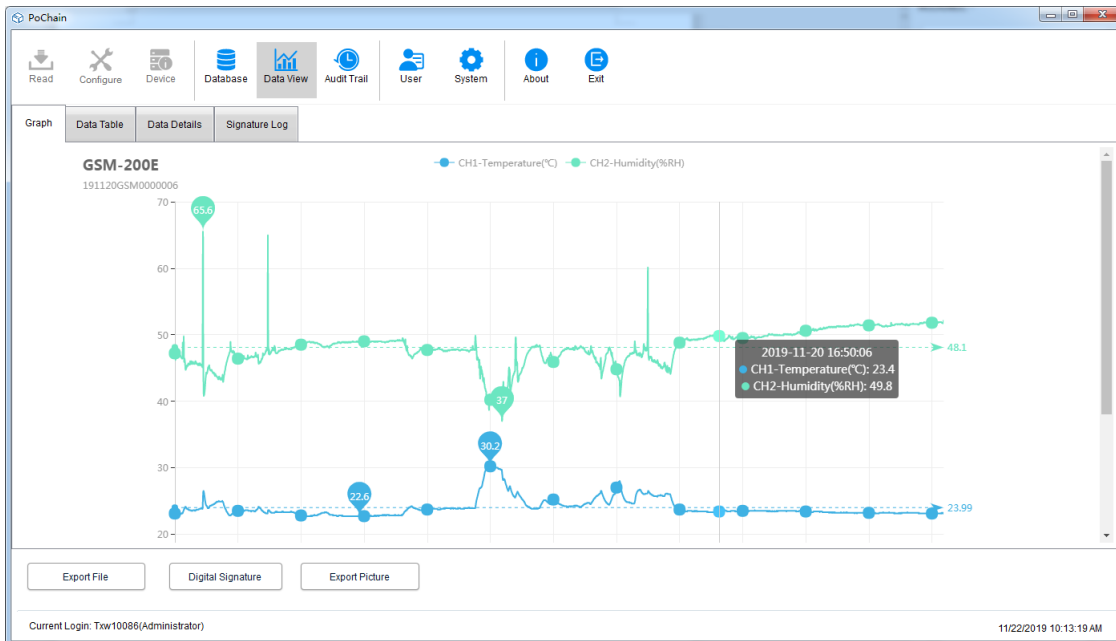 PoChain
Read Configure Device Database Data View Audit Trail User System About Exit
Graph Data Table Data Details Signature Log
GSM-200E
191120GSM0000006
CH1-Temperature(℃) CH2-Humidity(%RH)
70
65.6
60
50
48.1
2019-11-20 16:50:06
CH1-Temperature(℃): 23.4
CH2-Humidity(%RH): 49.8
40
37
30.2
30
22.6
23.99
20
Export File Digital Signature Export Picture
Current Login: Txw10086(Administrator)
11/22/2019 10:13:19 AM